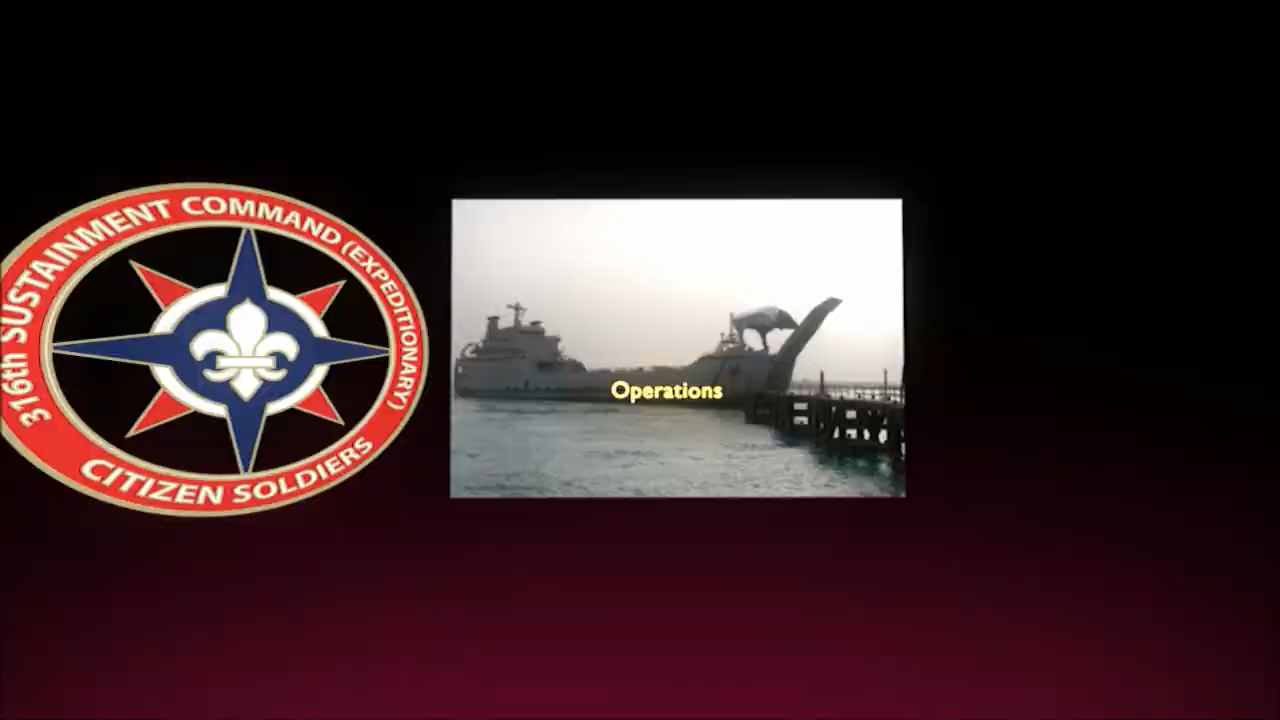 316th SUSTAINMENT COMMAND (EXPEDITIONARY)
CITIZEN SOLDIERS
Operations